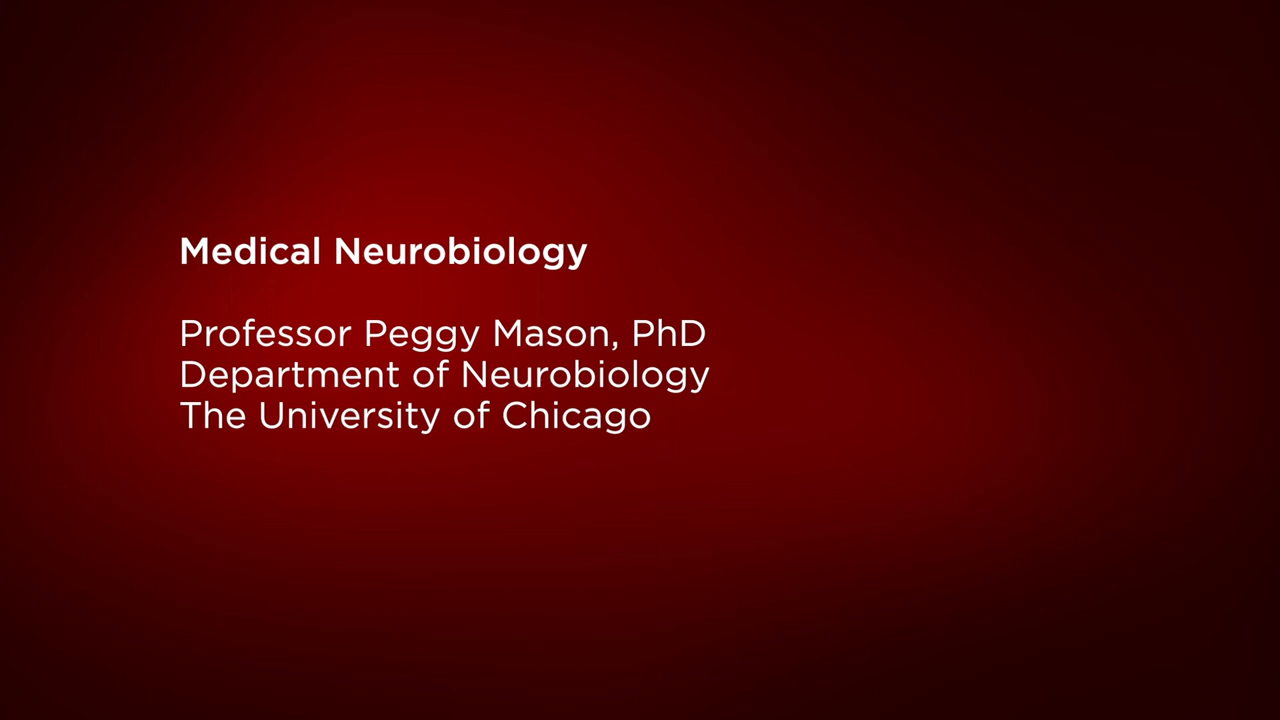 Medical Neurobiology
Professor Peggy Mason, PhD
Department of Neurobiology
The University of Chicago